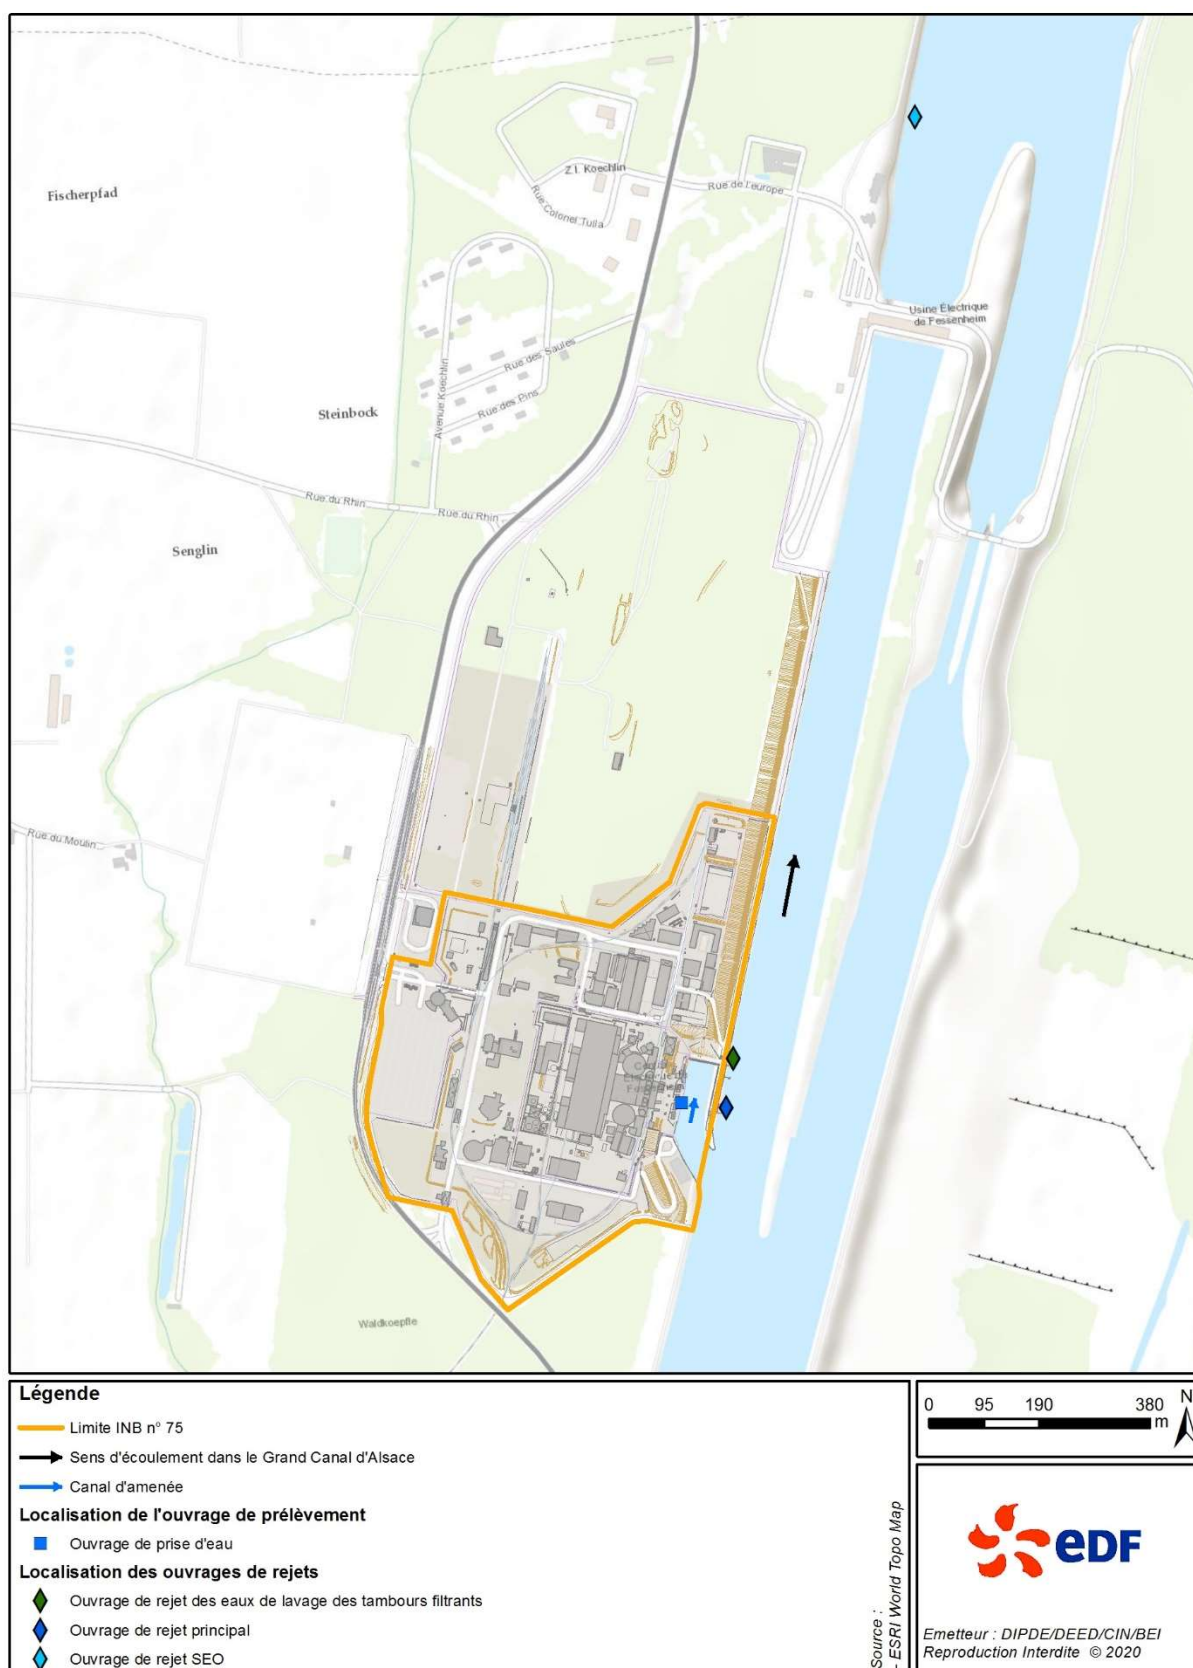 Fischerpfad
Z.I. Koechlin
Rue de l'europe
Rue Colonel Tulla
Usine Électrique
de Fessenheim
Avenue Koechlin
Rue des Saules
Rue des Pins
Steinbock
Rue du Rhin
Rue du Rhin
Senglin
Rue du Moulin
Fessenheim
Waldkoepfle
Légende
Limite INB n° 75
Sens d'écoulement dans le Grand Canal d'Alsace
Canal d'amenée
Localisation de l'ouvrage de prélèvement
Ouvrage de prise d'eau
Localisation des ouvrages de rejets
Ouvrage de rejet des eaux de lavage des tambours filtrants
Ouvrage de rejet principal
Ouvrage de rejet SEO
Source :
- ESRI World Topo Map
0 95 190 380
m
N
eDF
Emetteur : DIPDE/DEED/CIN/BEI
Reproduction Interdite © 2020